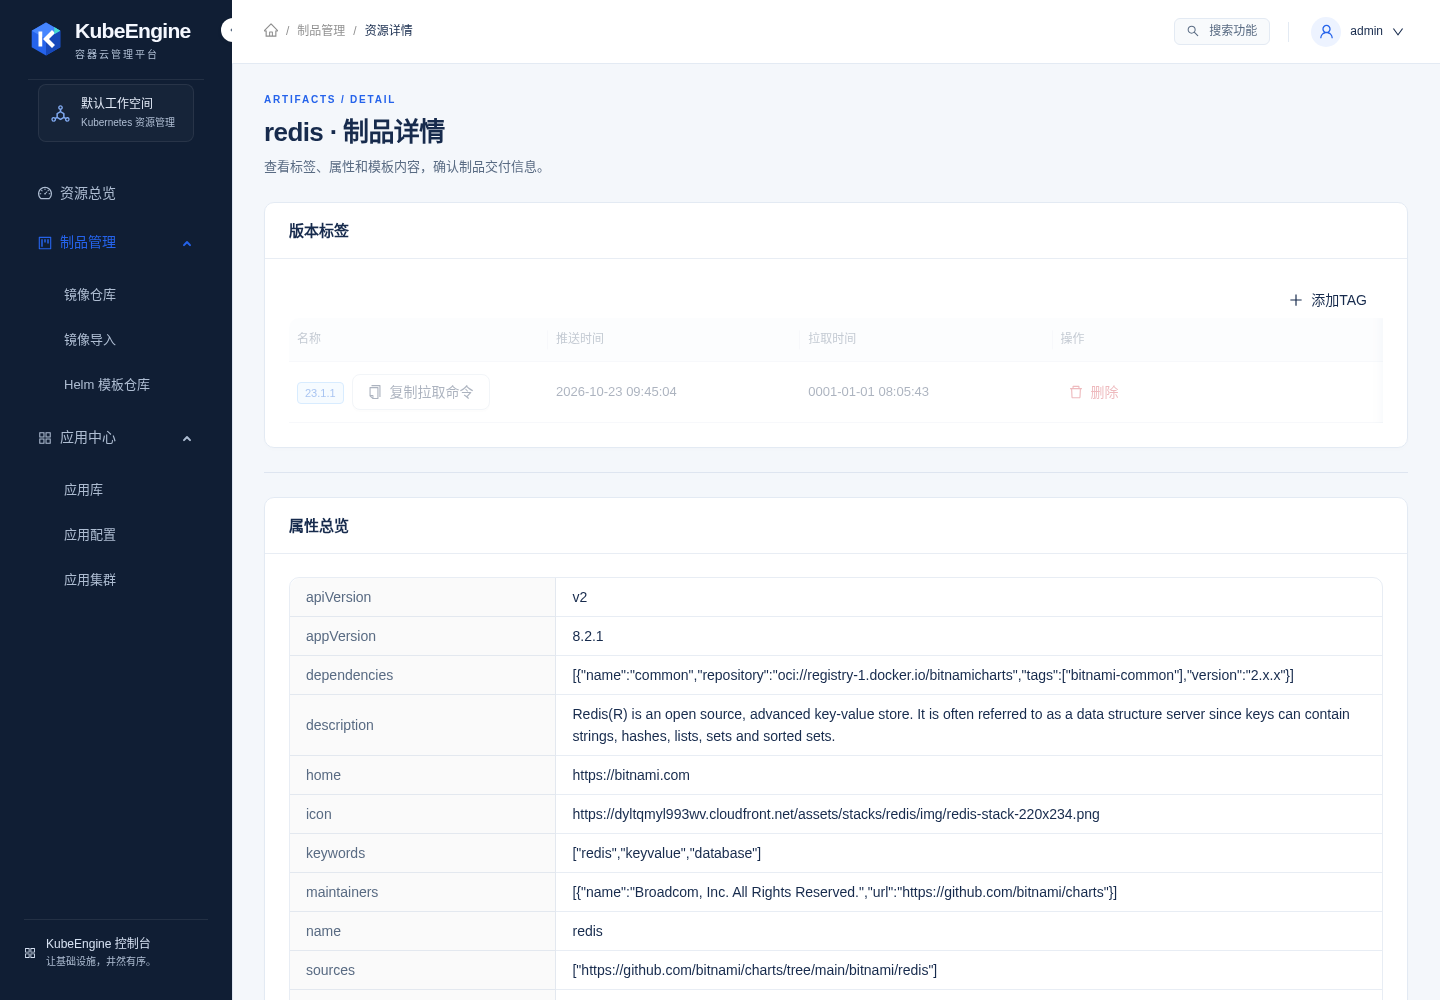 KubeEngine
容器云管理平台
默认工作空间
Kubernetes 资源管理
资源总览
制品管理
镜像仓库
镜像导入
Helm 模板仓库
应用中心
应用库
应用配置
应用集群
KubeEngine 控制台
让基础设施，井然有序。
/ 制品管理 / 资源详情
搜索功能
admin
ARTIFACTS / DETAIL
redis · 制品详情
查看标签、属性和模板内容，确认制品交付信息。
版本标签
添加TAG
名称 推送时间 拉取时间 操作
23.1.1 复制拉取命令 2026-10-23 09:45:04 0001-01-01 08:05:43 删除
属性总览
apiVersion v2
appVersion 8.2.1
dependencies [{"name":"common","repository":"oci://registry-1.docker.io/bitnamicharts","tags":["bitnami-common"],"version":"2.x.x"}]
description Redis(R) is an open source, advanced key-value store. It is often referred to as a data structure server since keys can contain
strings, hashes, lists, sets and sorted sets.
home https://bitnami.com
icon https://dyltqmyl993wv.cloudfront.net/assets/stacks/redis/img/redis-stack-220x234.png
keywords ["redis","keyvalue","database"]
maintainers [{"name":"Broadcom, Inc. All Rights Reserved.","url":"https://github.com/bitnami/charts"}]
name redis
sources ["https://github.com/bitnami/charts/tree/main/bitnami/redis"]